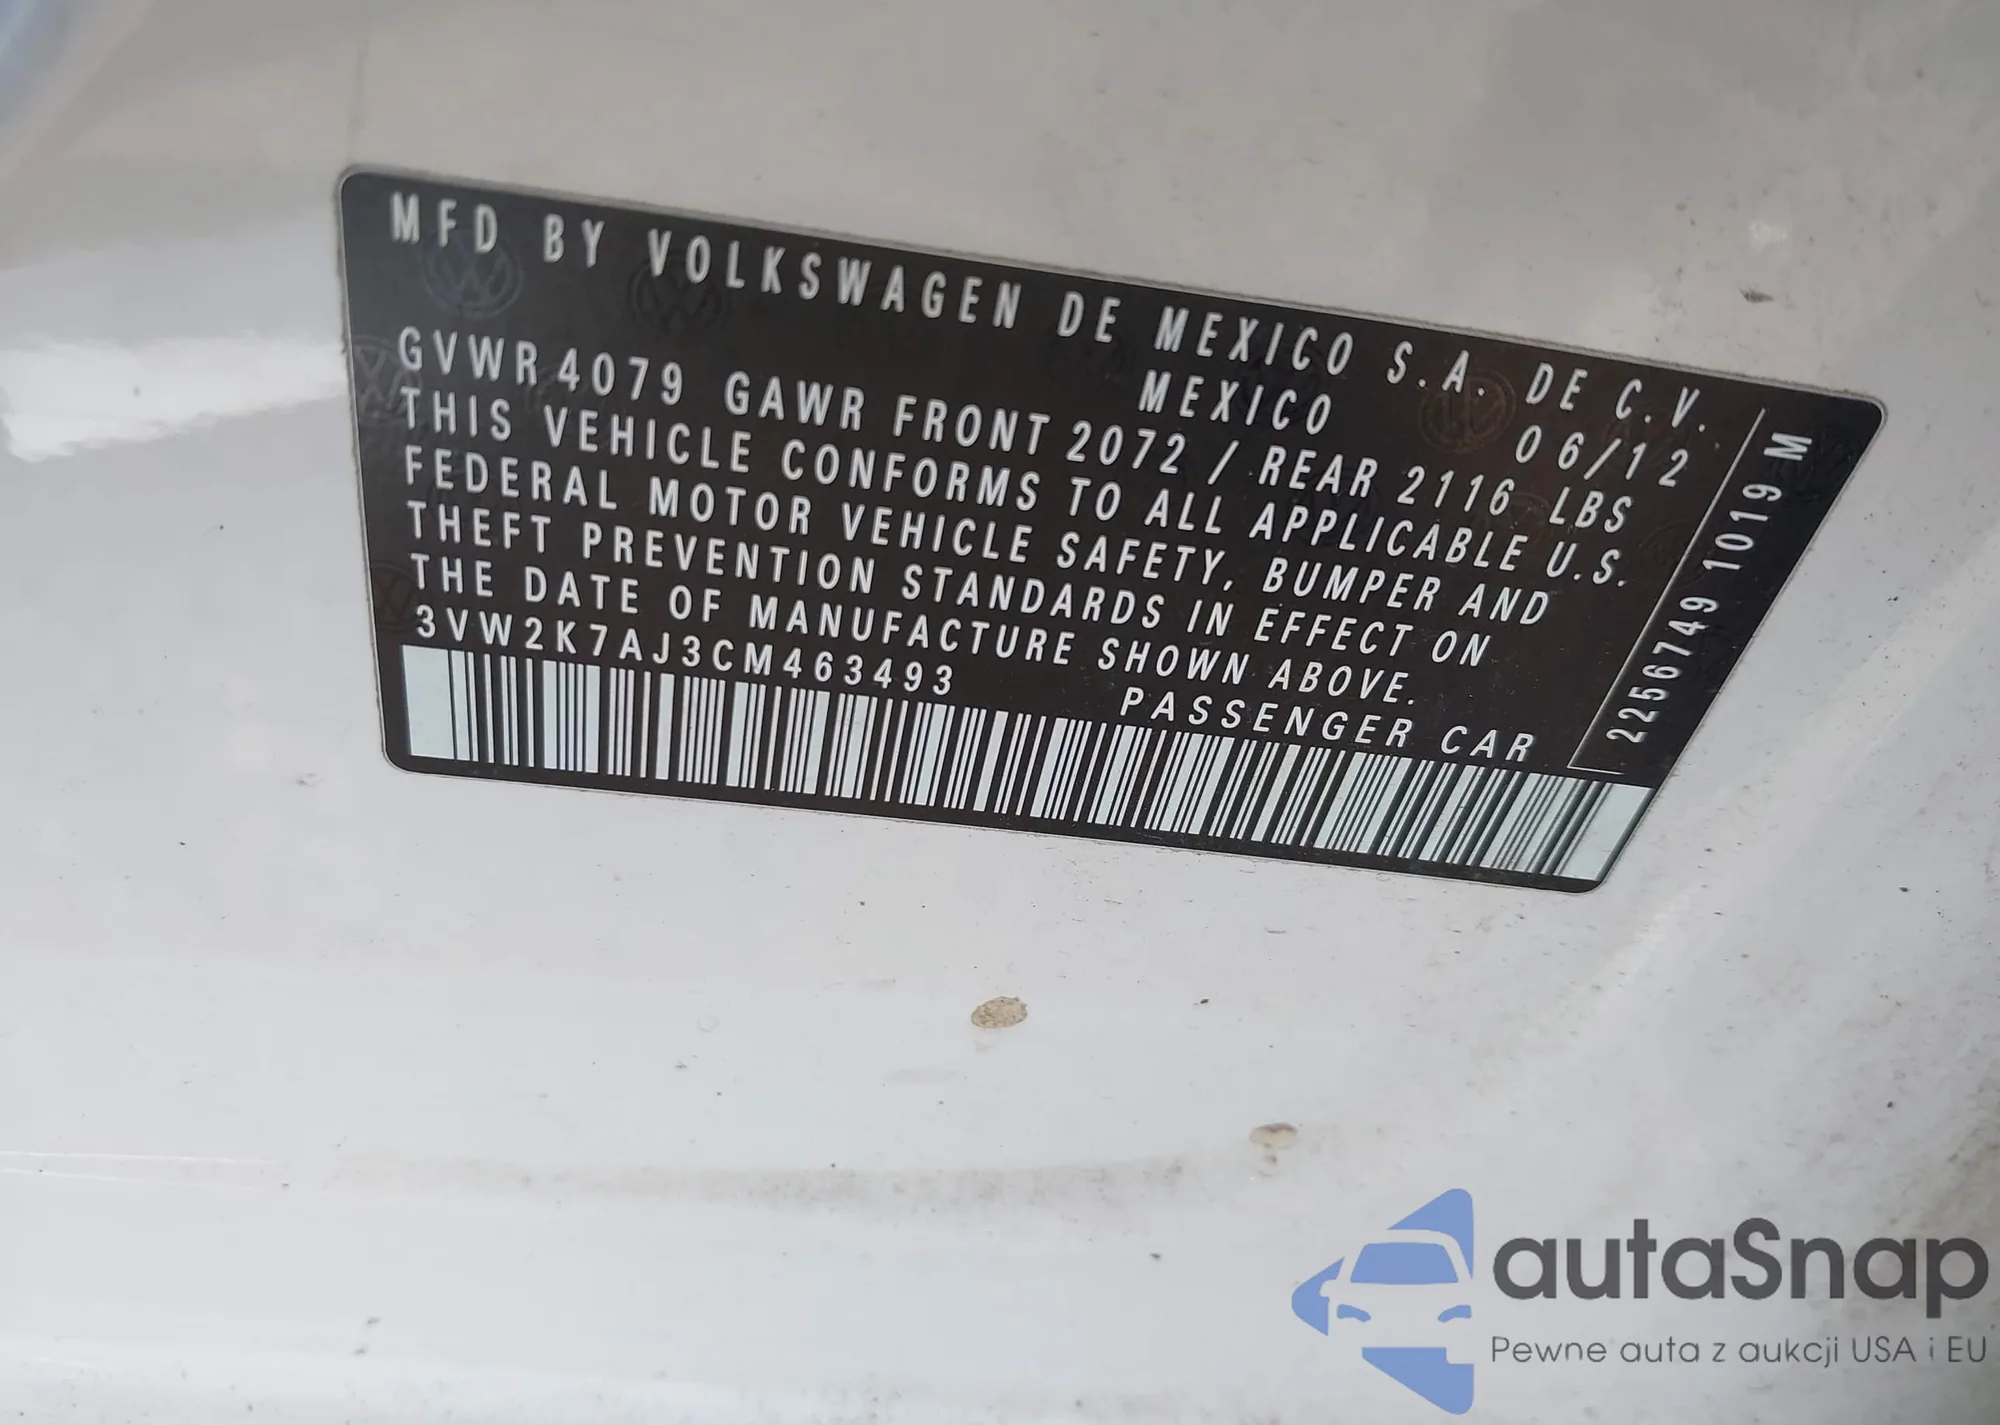 MFD BY VOLKSWAGEN DE MEXICO S.A. DE C.V.
MEXICO 06/12
GVWR 4079 GAWR FRONT 2072 / REAR 2116 LBS
THIS VEHICLE CONFORMS TO ALL APPLICABLE U.S.
FEDERAL MOTOR VEHICLE SAFETY, BUMPER AND
THEFT PREVENTION STANDARDS IN EFFECT ON
THE DATE OF MANUFACTURE SHOWN ABOVE.
3VW2K7AJ3CM463493 PASSENGER CAR
2256749 1019 M
autaSnap
Pewne auta z aukcji USA i EU